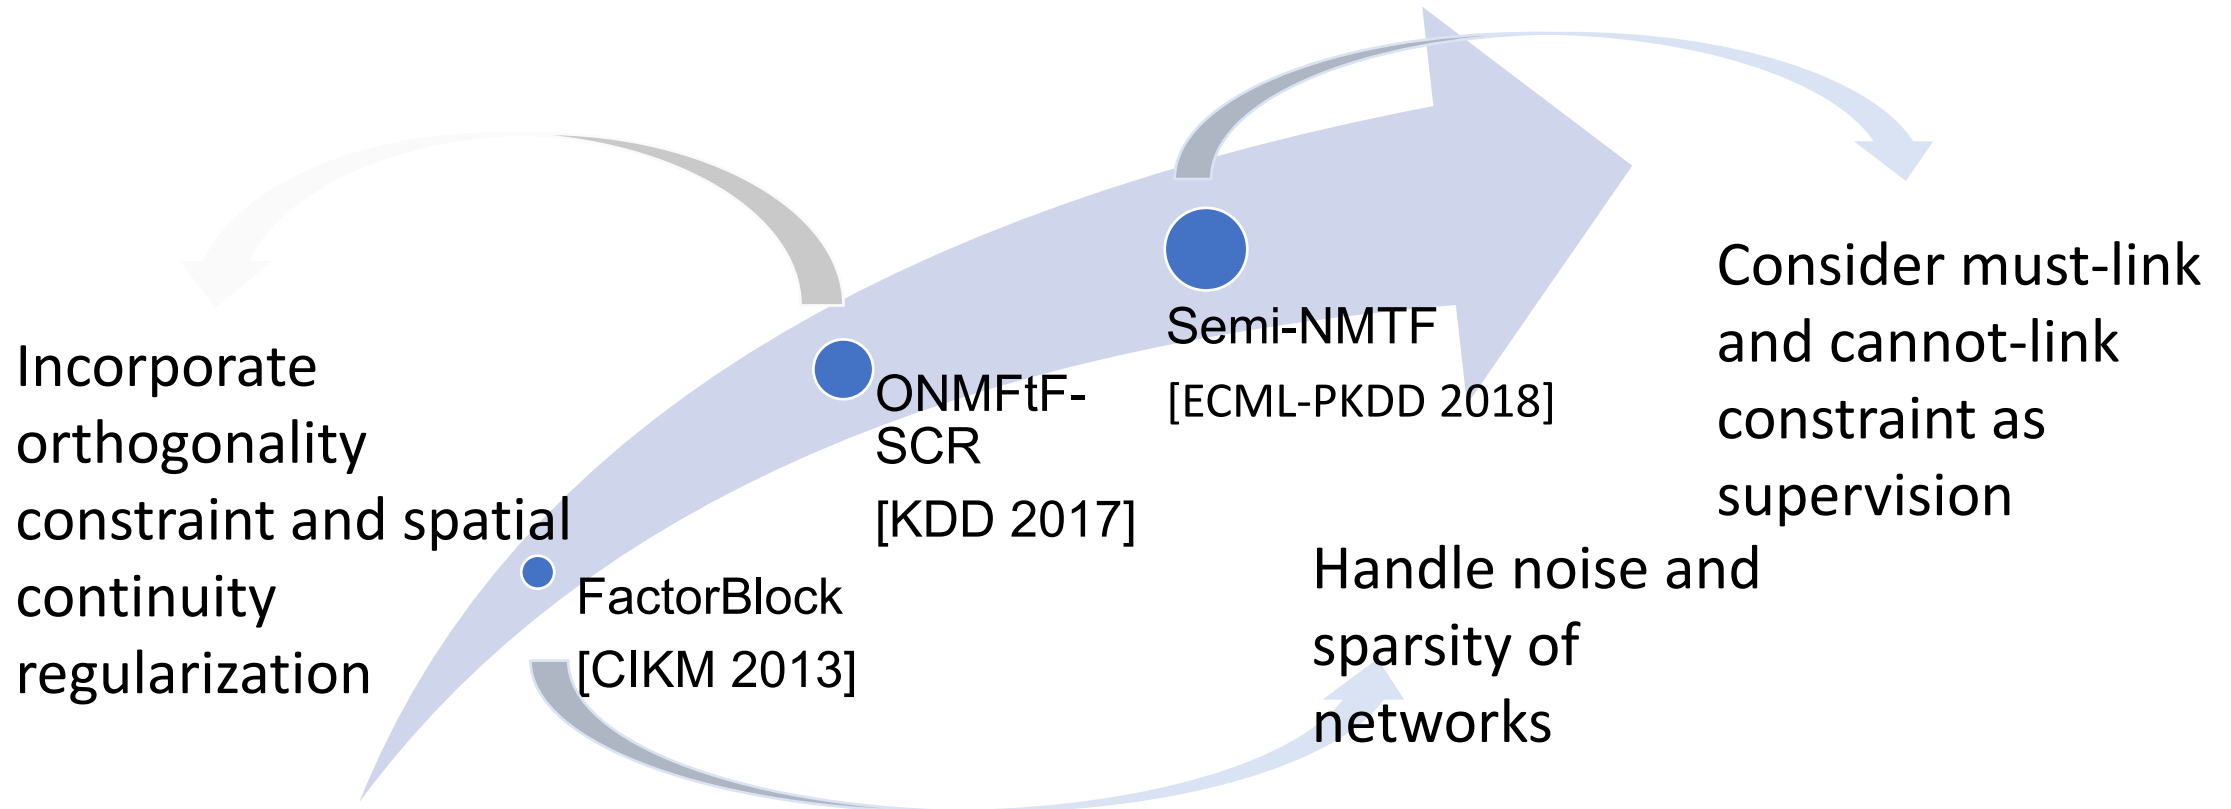 Incorporate
orthogonality
constraint and spatial
continuity
regularization
FactorBlock
[CIKM 2013]
ONMFtF-
SCR
[KDD 2017]
Semi-NMTF
[ECML-PKDD 2018]
Handle noise and
sparsity of
networks
Consider must-link
and cannot-link
constraint as
supervision